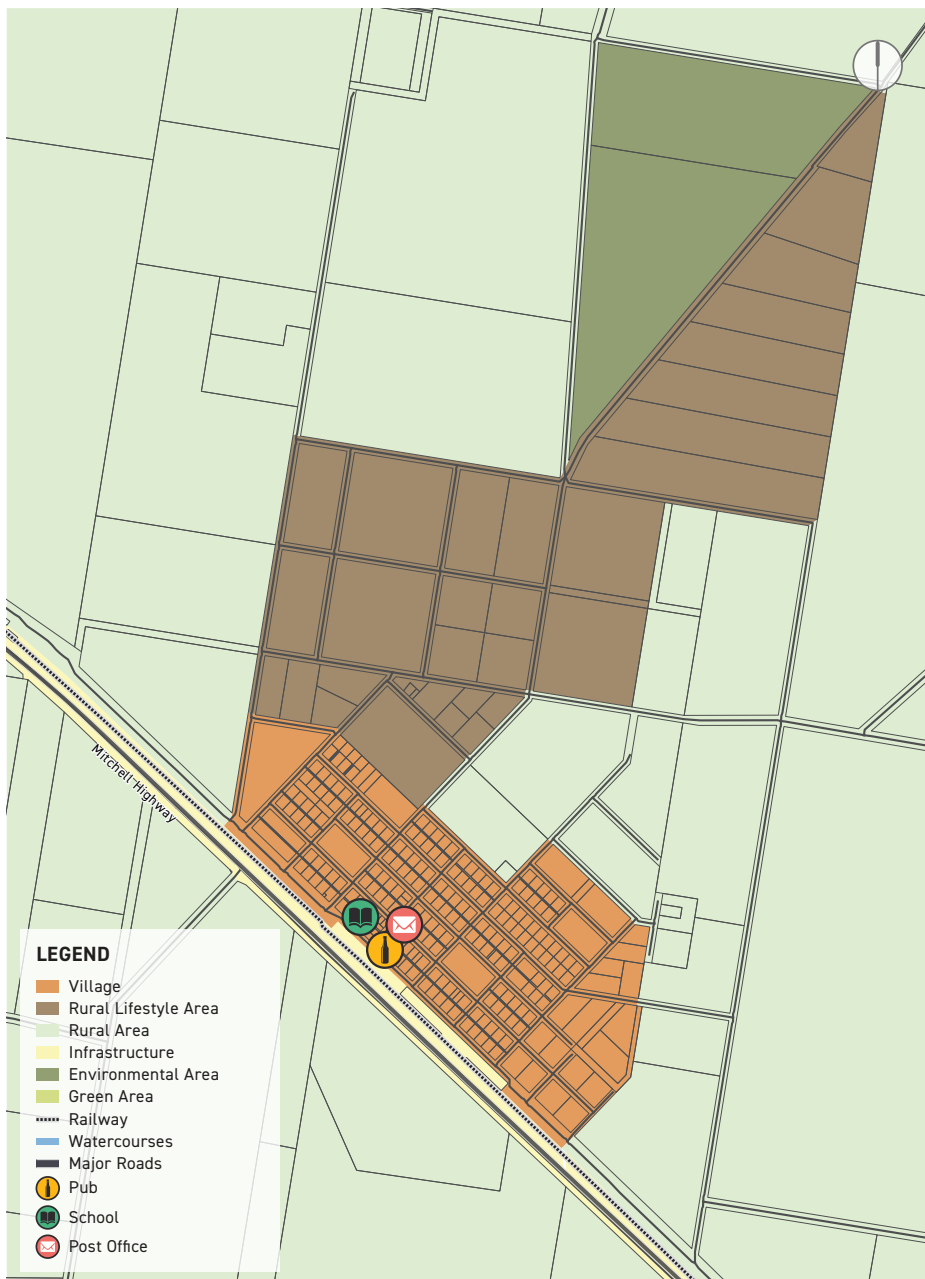 Mitchell Highway
LEGEND
Village
Rural Lifestyle Area
Rural Area
Infrastructure
Environmental Area
Green Area
Railway
Watercourses
Major Roads
Pub
School
Post Office